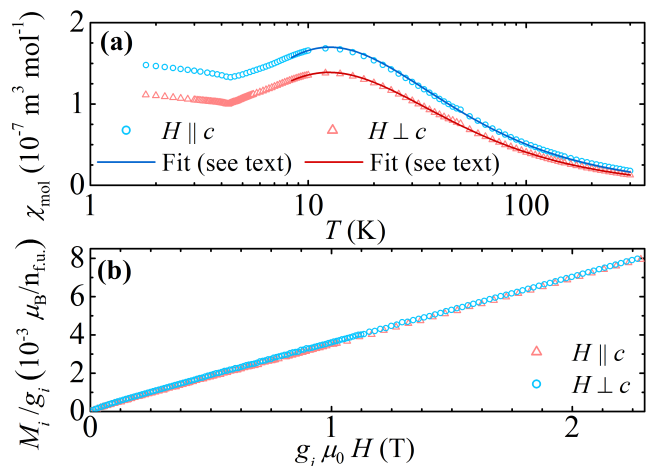 2
(a)
1
H || c
H ⊥ c
Fit (see text)
Fit (see text)
0
1
10
100
T (K)
χmol (10⁻⁷ m³ mol⁻¹)
8
(b)
6
4
H || c
2
H ⊥ c
0
0
1
2
gᵢ μ₀ H (T)
Mᵢ/gᵢ (10⁻³ μB/nf.u.)